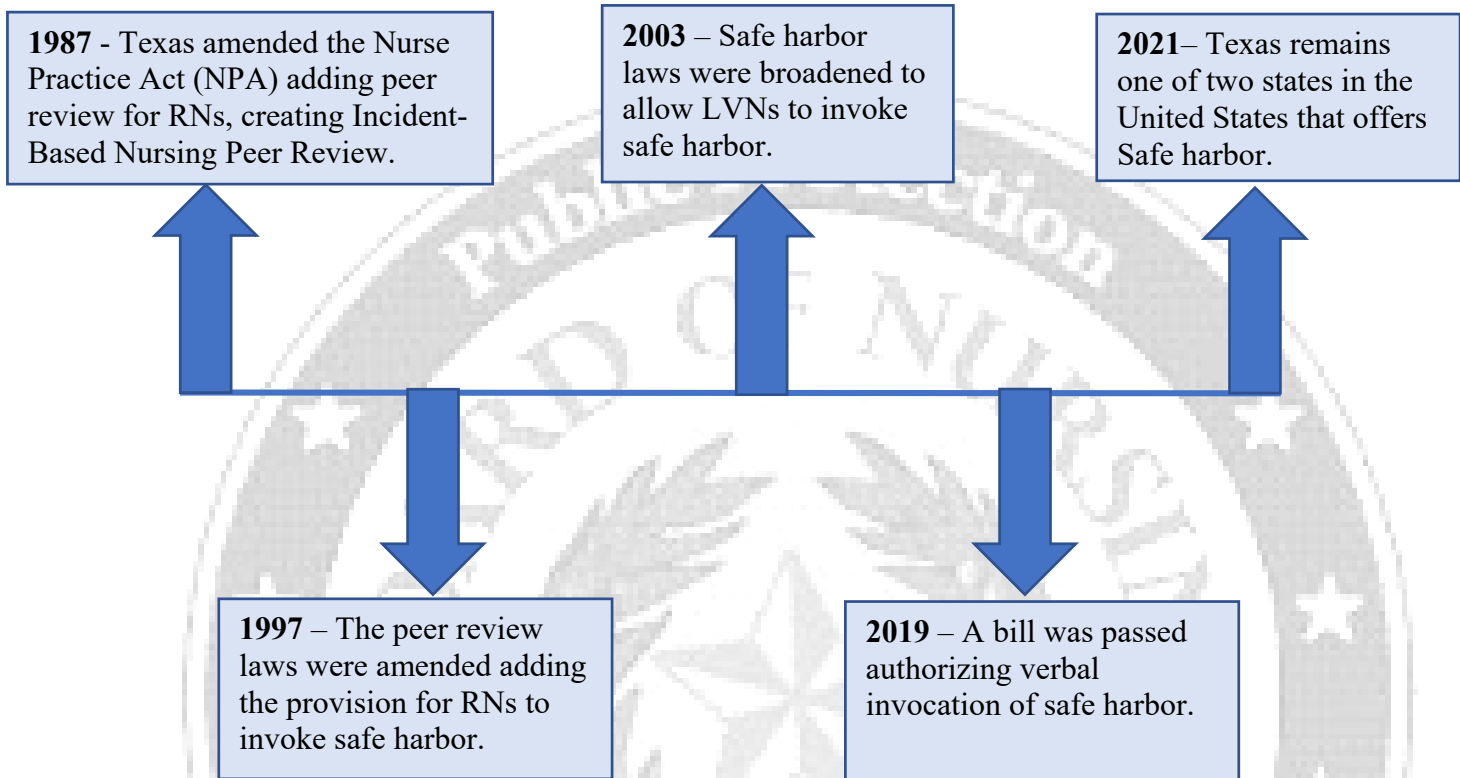 1987 - Texas amended the Nurse
Practice Act (NPA) adding peer
review for RNs, creating Incident-
Based Nursing Peer Review.
2003 – Safe harbor
laws were broadened to
allow LVNs to invoke
safe harbor.
2021– Texas remains
one of two states in the
United States that offers
Safe harbor.
1997 – The peer review
laws were amended adding
the provision for RNs to
invoke safe harbor.
2019 – A bill was passed
authorizing verbal
invocation of safe harbor.
OF